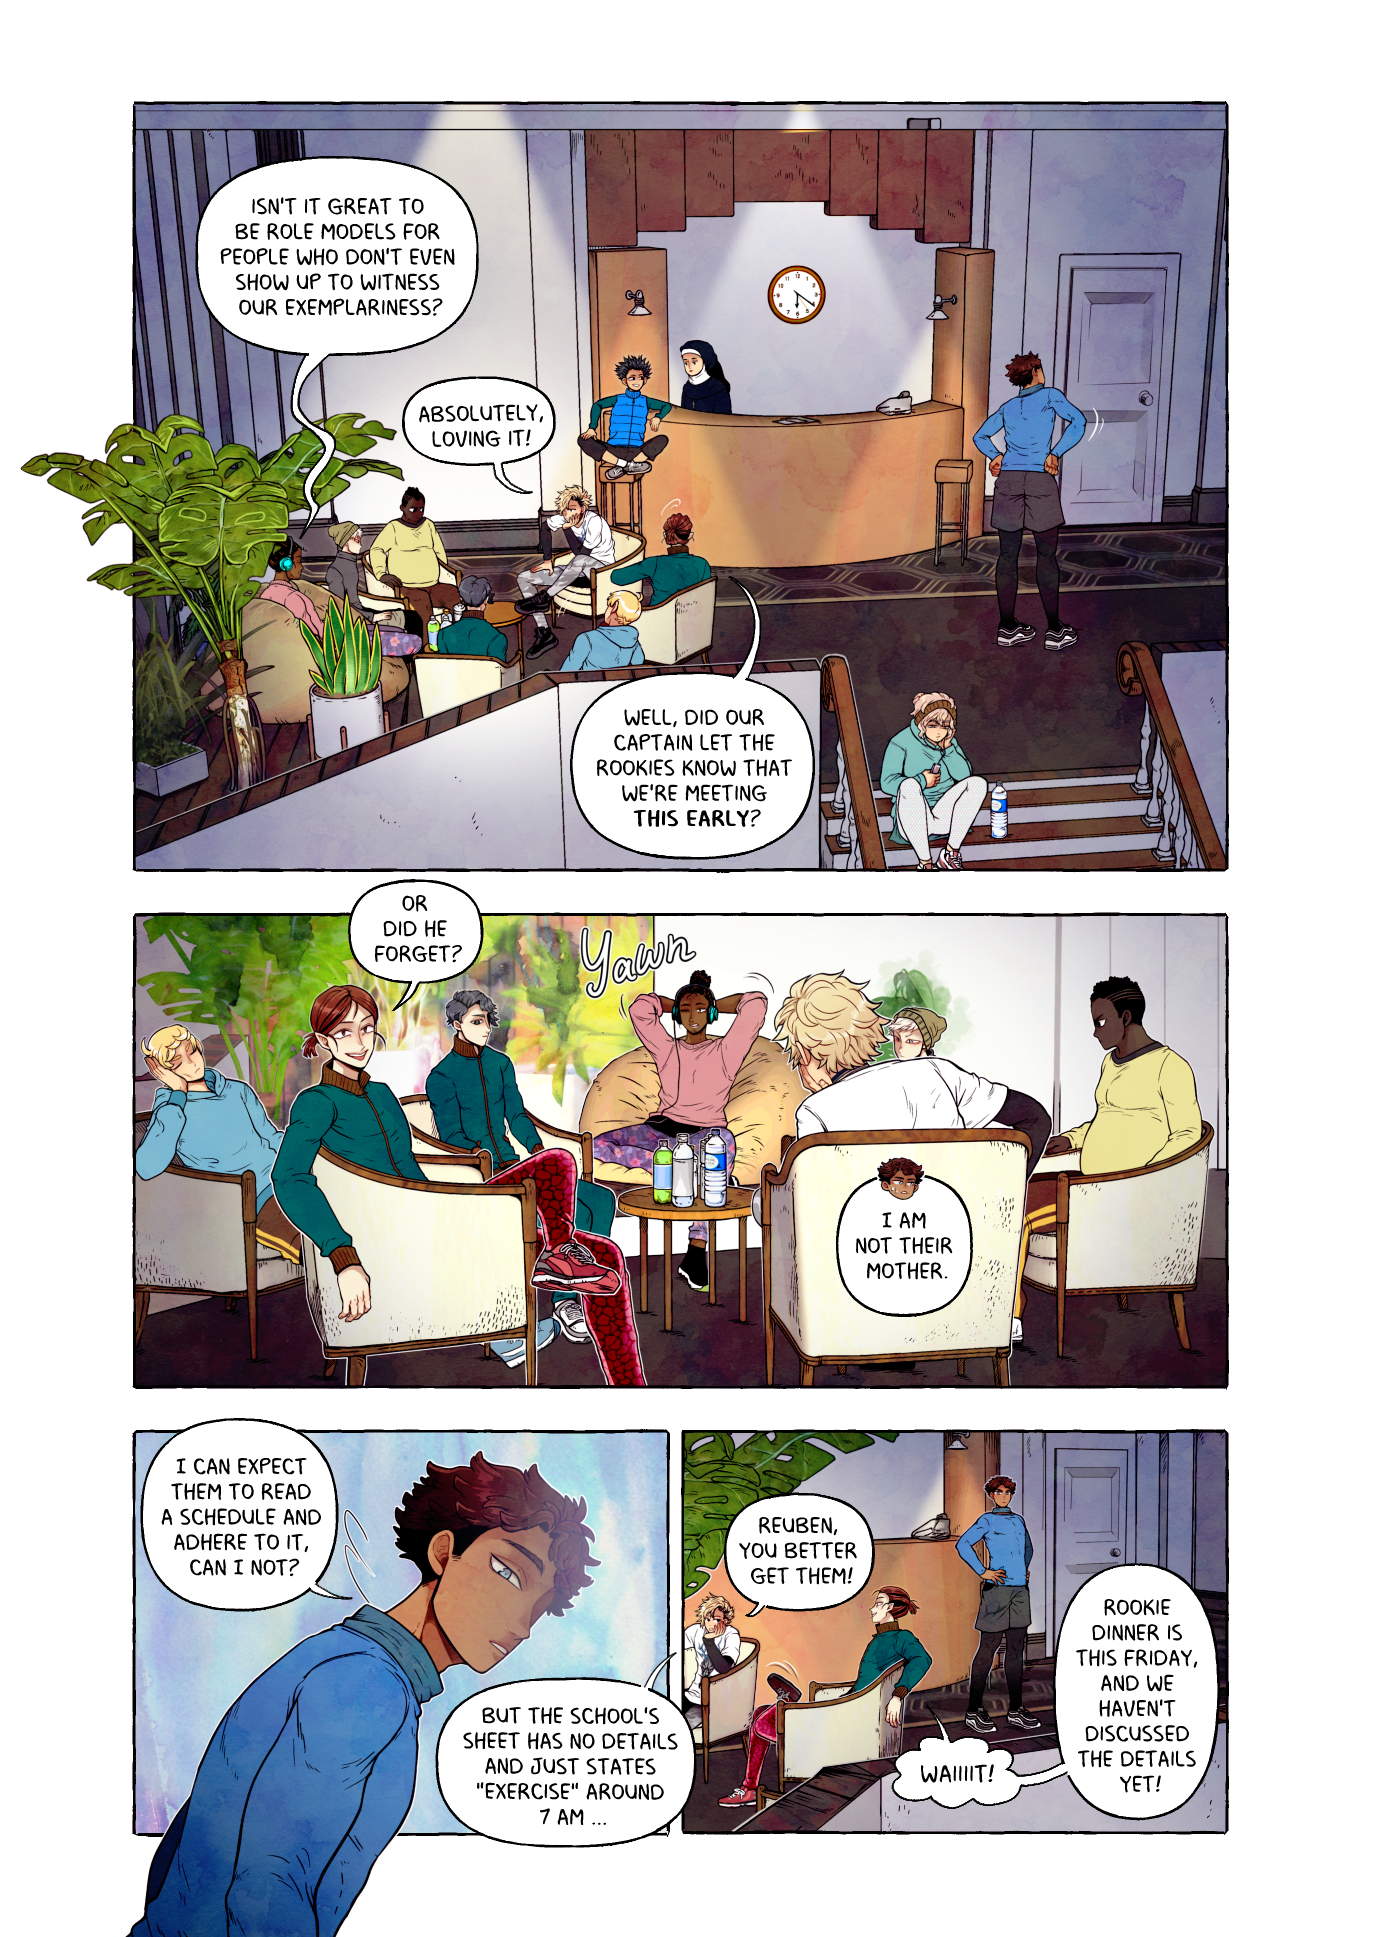 ISN'T IT GREAT TO
BE ROLE MODELS FOR
PEOPLE WHO DON'T EVEN
SHOW UP TO WITNESS
OUR EXEMPLARINESS?
ABSOLUTELY,
LOVING IT!
WELL, DID OUR
CAPTAIN LET THE
ROOKIES KNOW THAT
WE'RE MEETING
THIS EARLY?
OR
DID HE
FORGET?
Yawn
I AM
NOT THEIR
MOTHER.
I CAN EXPECT
THEM TO READ
A SCHEDULE AND
ADHERE TO IT,
CAN I NOT?
BUT THE SCHOOL'S
SHEET HAS NO DETAILS
AND JUST STATES
"EXERCISE" AROUND
7 AM ...
REUBEN,
YOU BETTER
GET THEM!
WAIIIIT!
ROOKIE
DINNER IS
THIS FRIDAY,
AND WE
HAVEN'T
DISCUSSED
THE DETAILS
YET!